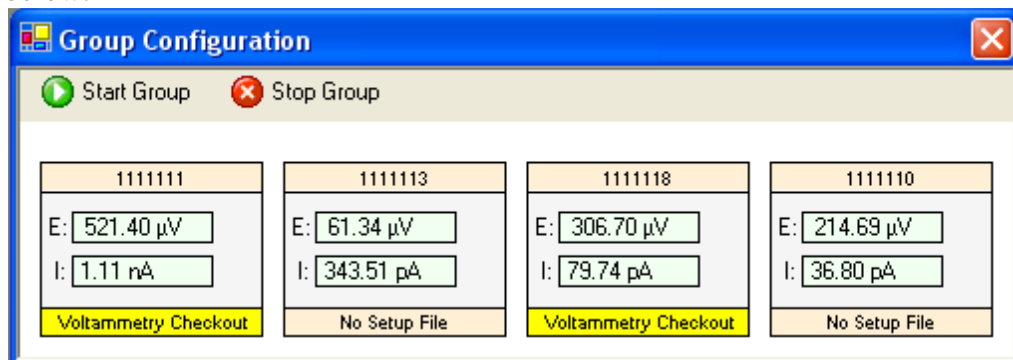 Group Configuration
Start Group Stop Group
1111111 1111113 1111118 1111110
E: 521.40 µV E: 61.34 µV E: 306.70 µV E: 214.69 µV
I: 1.11 nA I: 343.51 pA I: 79.74 pA I: 36.80 pA
Voltammetry Checkout No Setup File Voltammetry Checkout No Setup File